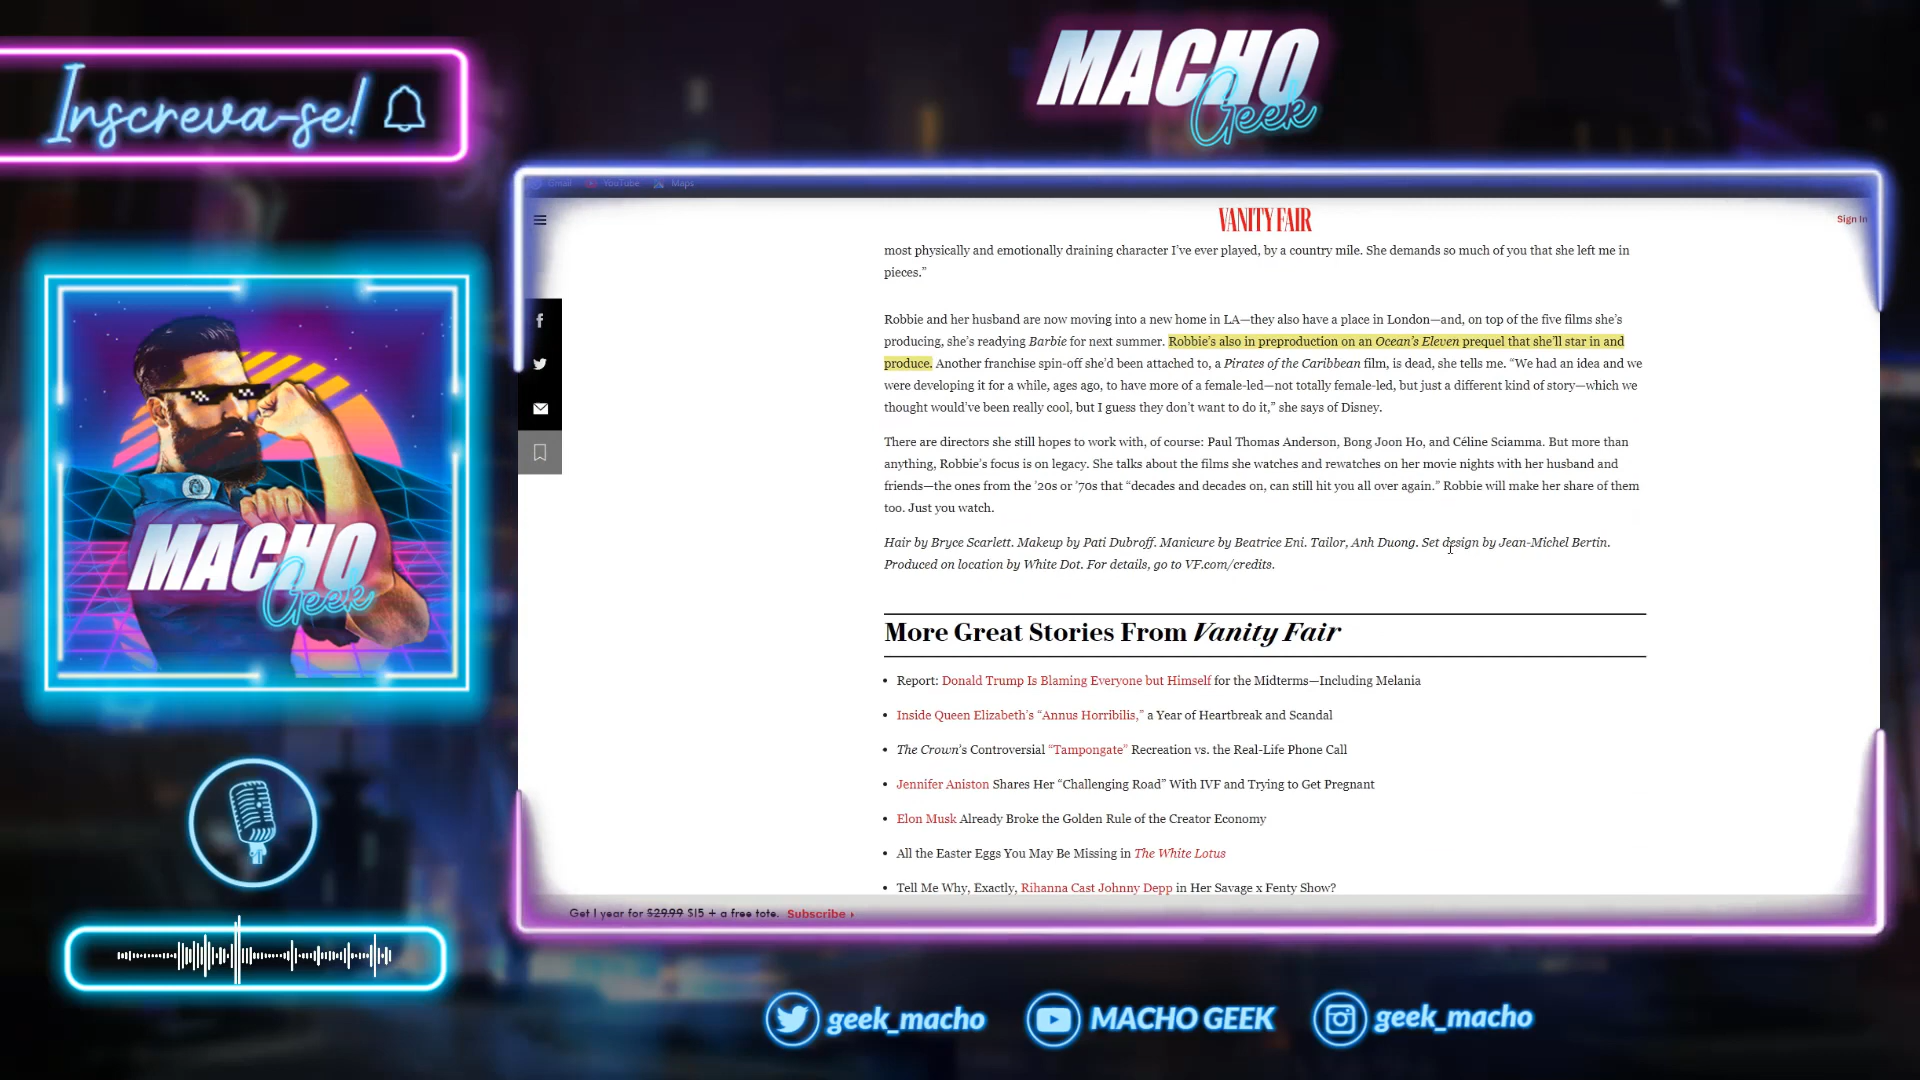 Inscreva-se!
MACHO
Geek
Gmail YouTube Maps
VANITY FAIR
Sign In
most physically and emotionally draining character I’ve ever played, by a country mile. She demands so much of you that she left me in
pieces.”
Robbie and her husband are now moving into a new home in LA—they also have a place in London—and, on top of the five films she’s
producing, she’s readying Barbie for next summer. Robbie’s also in preproduction on an Ocean’s Eleven prequel that she’ll star in and
produce. Another franchise spin-off she’d been attached to, a Pirates of the Caribbean film, is dead, she tells me. “We had an idea and we
were developing it for a while, ages ago, to have more of a female-led—not totally female-led, but just a different kind of story—which we
thought would’ve been really cool, but I guess they don’t want to do it,” she says of Disney.
There are directors she still hopes to work with, of course: Paul Thomas Anderson, Bong Joon Ho, and Céline Sciamma. But more than
anything, Robbie’s focus is on legacy. She talks about the films she watches and rewatches on her movie nights with her husband and
friends—the ones from the ’20s or ’70s that “decades and decades on, can still hit you all over again.” Robbie will make her share of them
too. Just you watch.
Hair by Bryce Scarlett. Makeup by Pati Dubroff. Manicure by Beatrice Eni. Tailor, Anh Duong. Set design by Jean-Michel Bertin.
Produced on location by White Dot. For details, go to VF.com/credits.
More Great Stories From Vanity Fair
• Report: Donald Trump Is Blaming Everyone but Himself for the Midterms—Including Melania
• Inside Queen Elizabeth’s “Annus Horribilis,” a Year of Heartbreak and Scandal
• The Crown’s Controversial “Tampongate” Recreation vs. the Real-Life Phone Call
• Jennifer Aniston Shares Her “Challenging Road” With IVF and Trying to Get Pregnant
• Elon Musk Already Broke the Golden Rule of the Creator Economy
• All the Easter Eggs You May Be Missing in The White Lotus
• Tell Me Why, Exactly, Rihanna Cast Johnny Depp in Her Savage x Fenty Show?
Get 1 year for $29.99 $15 + a free tote. Subscribe
MACHO
Geek
geek_macho
MACHO GEEK
geek_macho